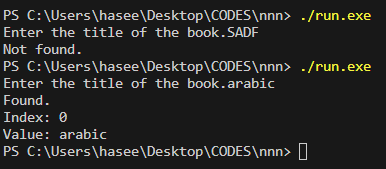 PS C:\Users\hasee\Desktop\CODES\nnn> ./run.exe
Enter the title of the book.SADF
Not found.
PS C:\Users\hasee\Desktop\CODES\nnn> ./run.exe
Enter the title of the book.arabic
Found.
Index: 0
Value: arabic
PS C:\Users\hasee\Desktop\CODES\nnn>